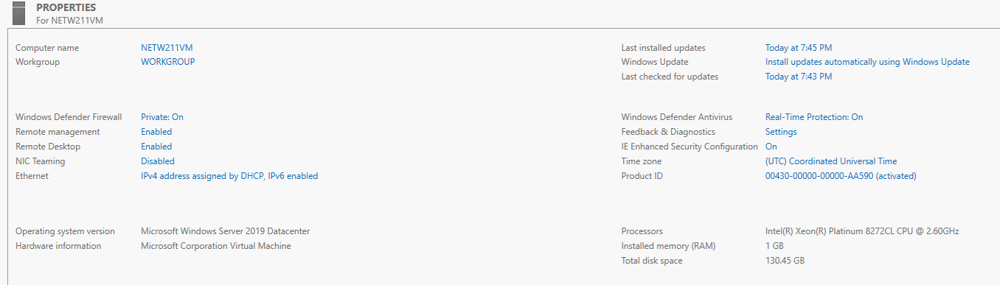 PROPERTIES
For NETW211VM
Computer name NETW211VM
Workgroup WORKGROUP
Last installed updates Today at 7:45 PM
Windows Update Install updates automatically using Windows Update
Last checked for updates Today at 7:43 PM
Windows Defender Firewall Private: On
Remote management Enabled
Remote Desktop Enabled
NIC Teaming Disabled
Ethernet IPv4 address assigned by DHCP, IPv6 enabled
Windows Defender Antivirus Real-Time Protection: On
Feedback & Diagnostics Settings
IE Enhanced Security Configuration On
Time zone (UTC) Coordinated Universal Time
Product ID 00430-00000-00000-AA590 (activated)
Operating system version Microsoft Windows Server 2019 Datacenter
Hardware information Microsoft Corporation Virtual Machine
Processors Intel(R) Xeon(R) Platinum 8272CL CPU @ 2.60GHz
Installed memory (RAM) 1 GB
Total disk space 130.45 GB